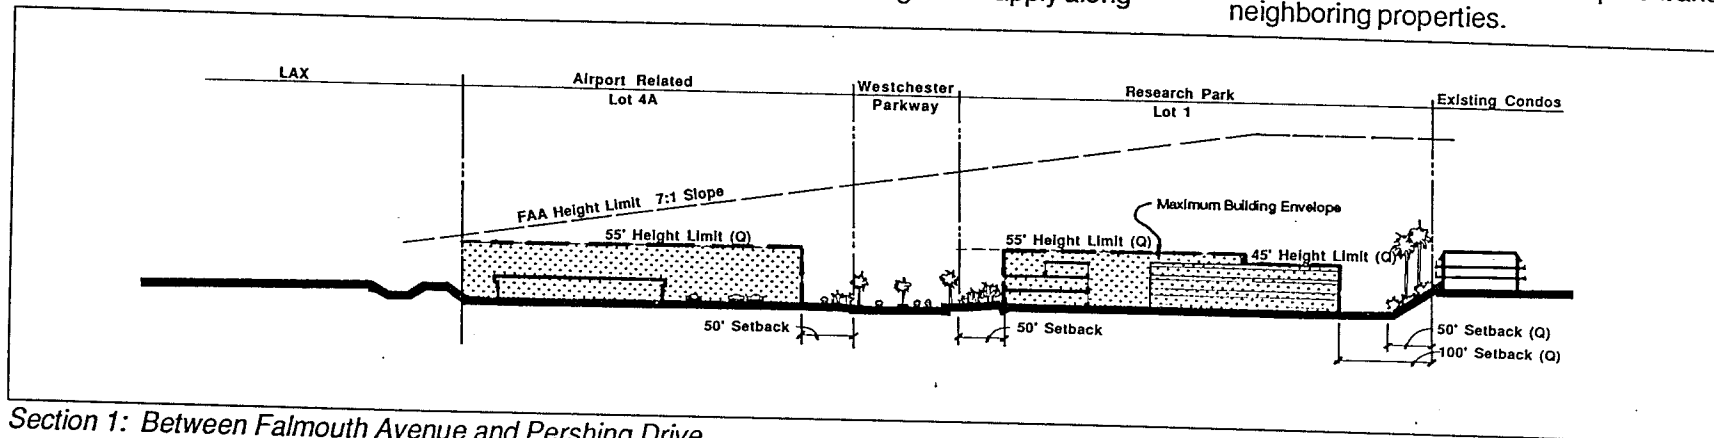 apply along
neighboring properties.
LAX
Airport Related
Lot 4A
Westchester
Parkway
Research Park
Lot 1
Existing Condos
FAA Height Limit 7:1 Slope
Maximum Building Envelope
55' Height Limit (Q)
55' Height Limit (Q)
45' Height Limit (Q)
50' Setback
50' Setback
50' Setback (Q)
100' Setback (Q)
Section 1: Between Falmouth Avenue and Pershing Drive